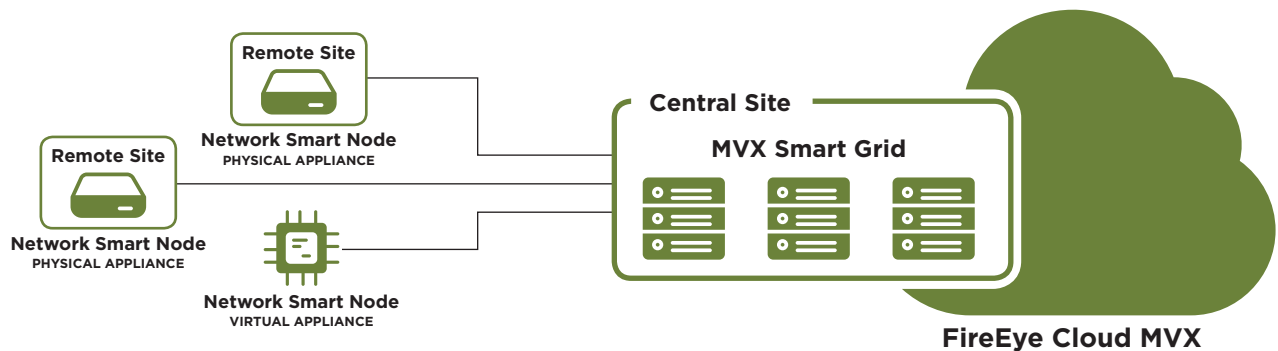 Remote Site
Network Smart Node
PHYSICAL APPLIANCE
Remote Site
Network Smart Node
PHYSICAL APPLIANCE
Network Smart Node
VIRTUAL APPLIANCE
Central Site
MVX Smart Grid
FireEye Cloud MVX